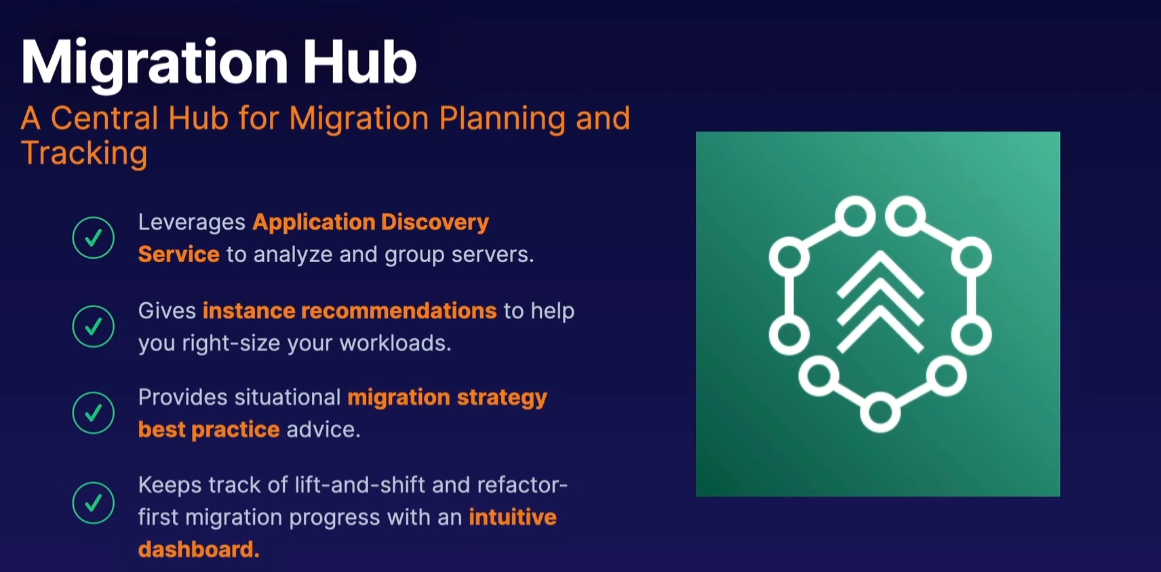 Migration Hub
A Central Hub for Migration Planning and
Tracking
Leverages Application Discovery
Service to analyze and group servers.
Gives instance recommendations to help
you right-size your workloads.
Provides situational migration strategy
best practice advice.
Keeps track of lift-and-shift and refactor-
first migration progress with an intuitive
dashboard.